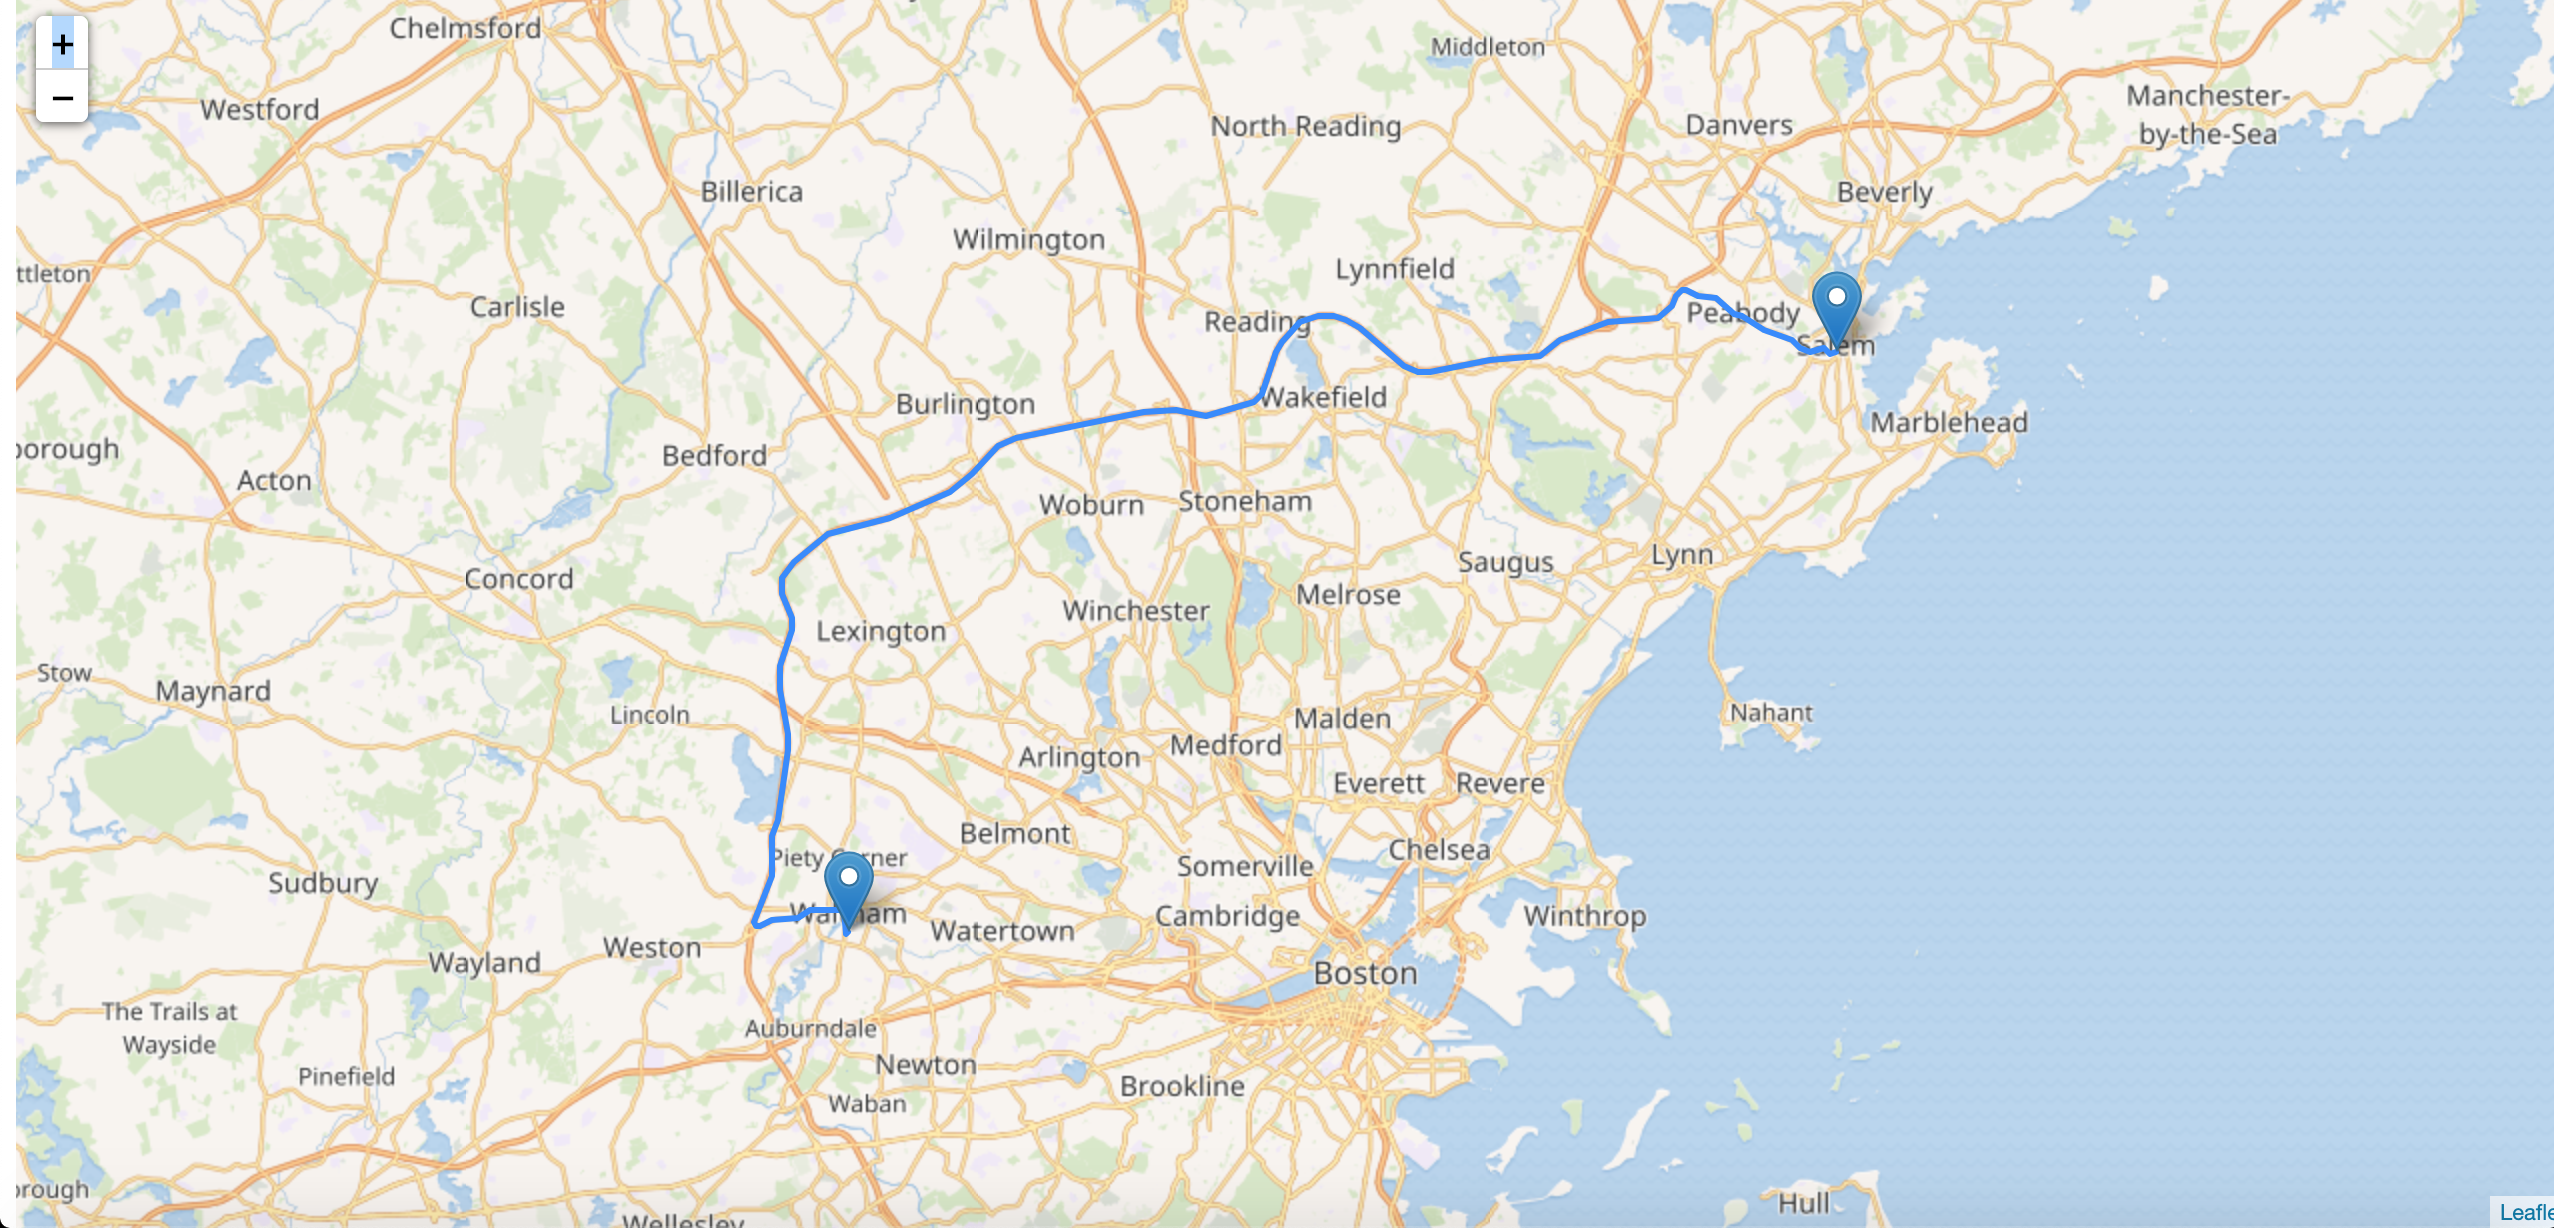 +
−
Chelmsford
Middleton
Westford
Manchester-
by-the-Sea
North Reading
Danvers
Billerica
Beverly
Wilmington
Lynnfield
ttleton
Carlisle
Peabody
Reading
Salem
Wakefield
Burlington
Marblehead
borough
Bedford
Acton
Woburn
Stoneham
Lynn
Saugus
Concord
Melrose
Winchester
Lexington
Stow
Maynard
Lincoln
Nahant
Malden
Medford
Arlington
Everett
Revere
Belmont
Chelsea
Piety Corner
Somerville
Sudbury
Waltham
Cambridge
Winthrop
Watertown
Weston
Wayland
Boston
The Trails at
Wayside
Auburndale
Newton
Pinefield
Brookline
Waban
orough
Hull
Leafle
Wellesley